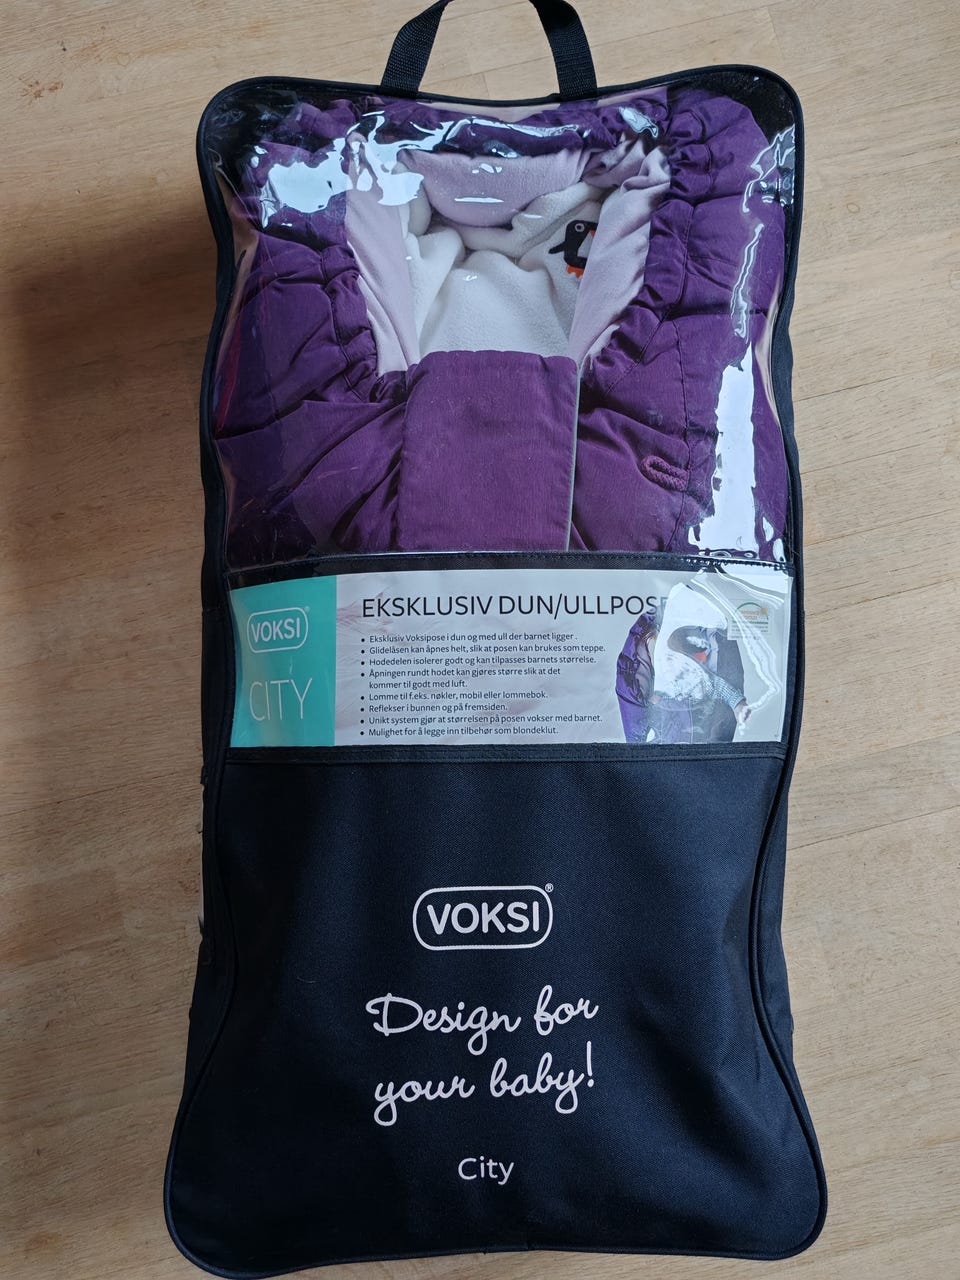 VOKSI®
CITY
EKSKLUSIV DUN/ULLPOSE
• Eksklusiv Voksipose i dun og med ull der barnet ligger .
• Glidelåsen kan åpnes helt, slik at posen kan brukes som teppe.
• Hodedelen isolerer godt og kan tilpasses barnets størrelse.
• Åpningen rundt hodet kan gjøres større slik at det
kommer til godt med luft.
• Lomme til f.eks. nøkler, mobil eller lommebok.
• Reflekser i bunnen og på fremsiden.
• Unikt system gjør at størrelsen på posen vokser med barnet.
• Mulighet for å legge inn tilbehør som blondeklut.
VOKSI®
Design for
your baby!
City